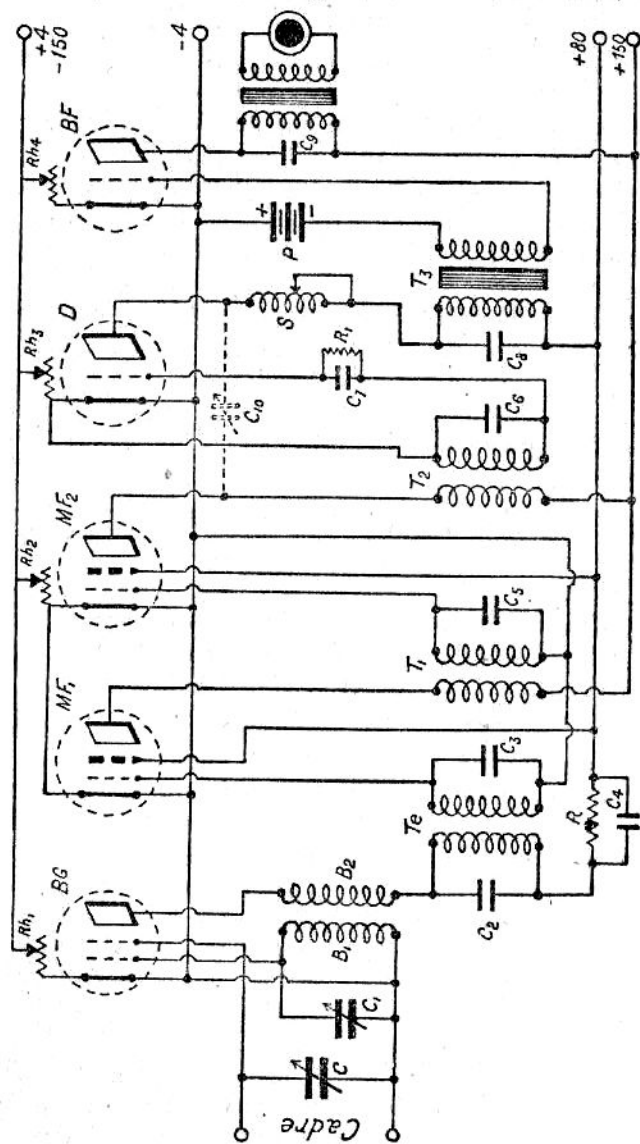 +4
-150
-4
+80
+150
Rh1
Rh2
Rh3
Rh4
BG
MF1
MF2
D
BF
C9
P
+
-
S
T3
C8
R1
C7
C10
C6
T2
C5
T1
C3
Te
C2
R
C4
B2
B1
C1
C
Cadre